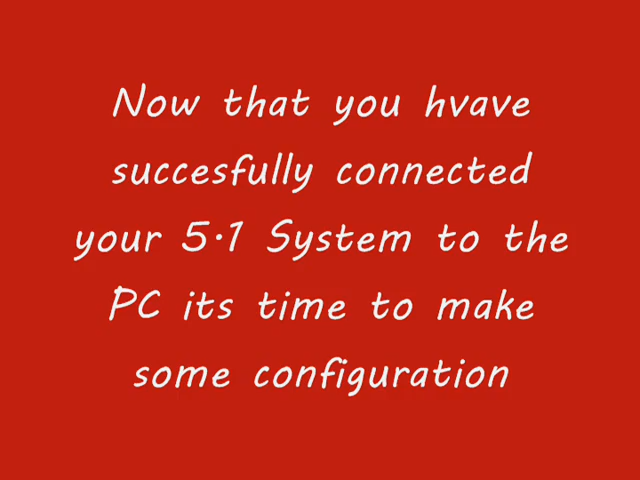 Now that you hvave
succesfully connected
your 5.1 System to the
PC its time to make
some configuration